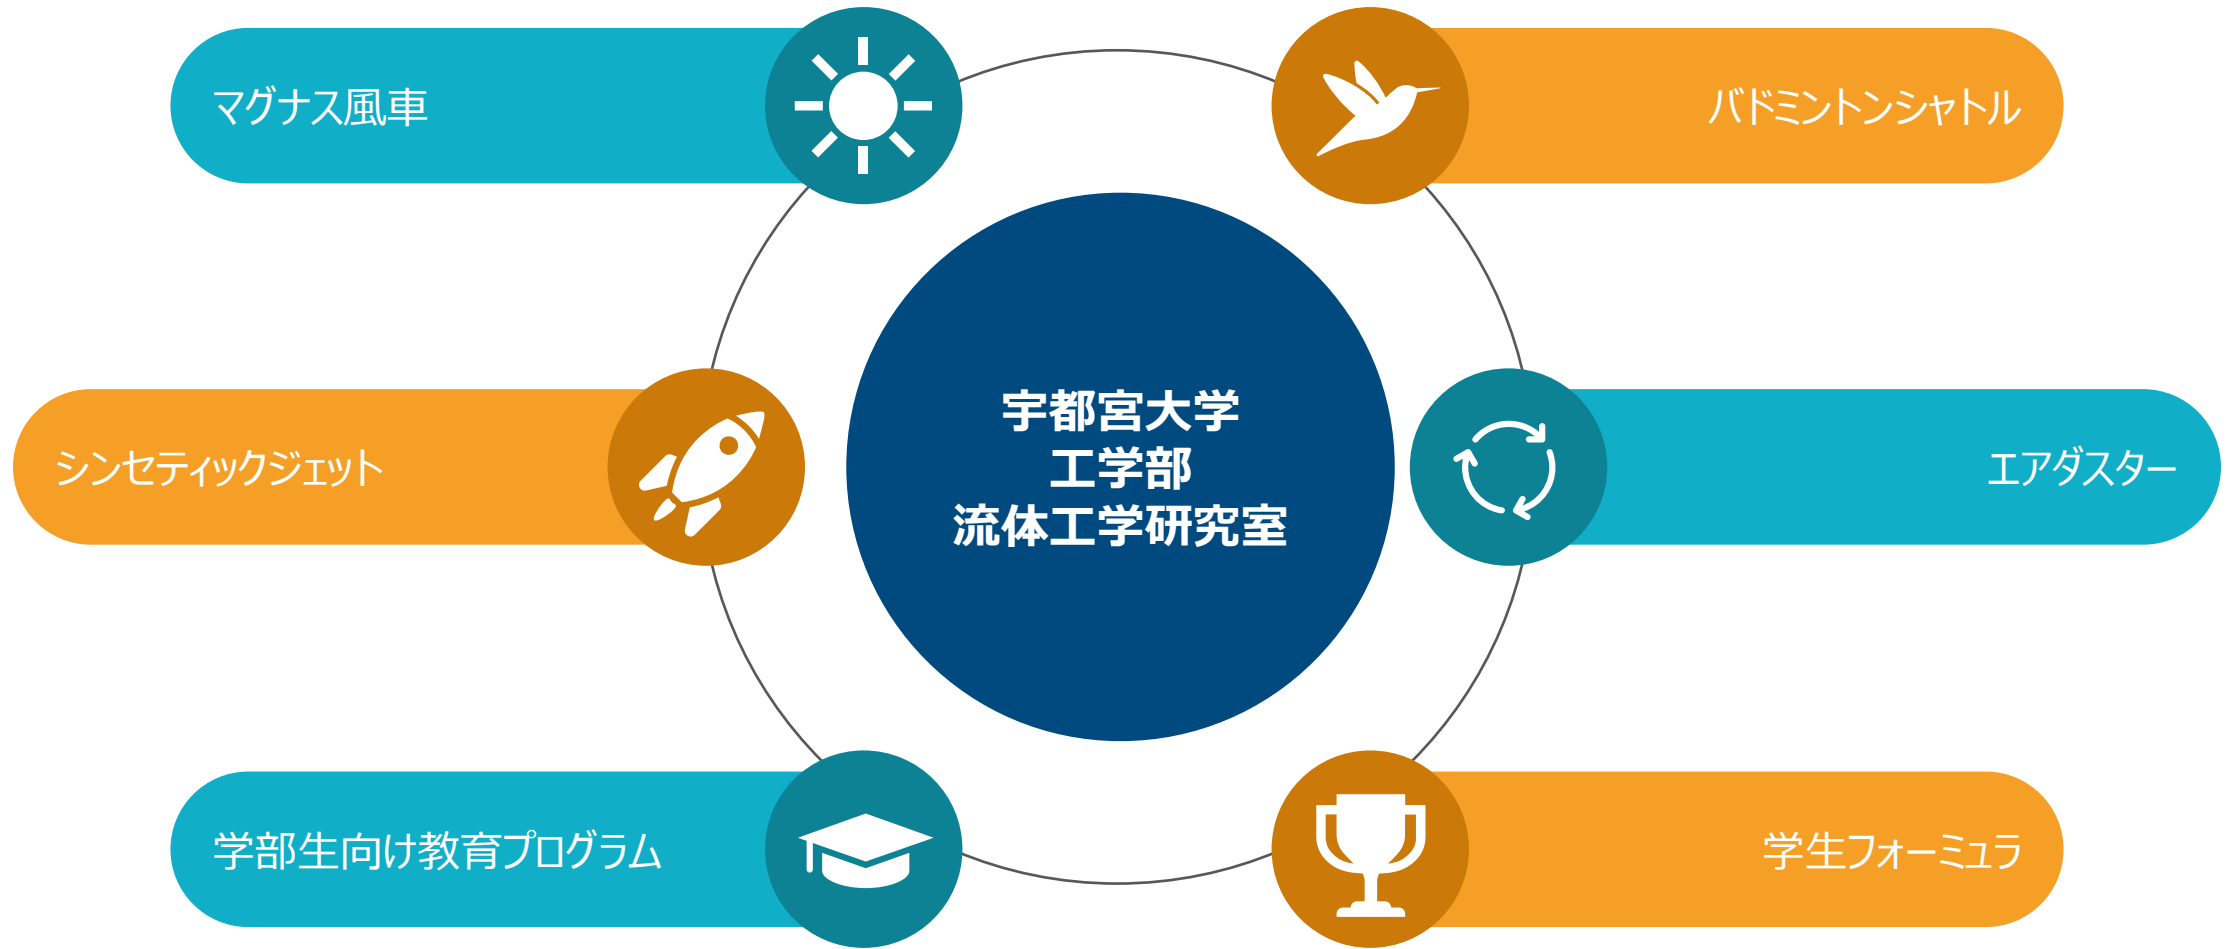 マグナス風車
バドミントンシャトル
宇都宮大学
工学部
流体工学研究室
シンセティックジェット
エアダスター
学部生向け教育プログラム
学生フォーミュラ